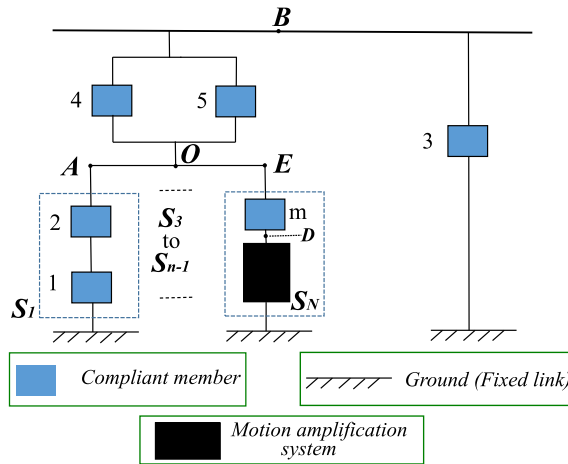 B
4
5
3
A
O
E
2
S3
to
Sn-1
m
D
1
S1
SN
Compliant member
Ground (Fixed link)
Motion amplification
system